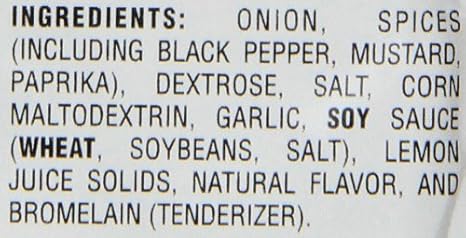 INGREDIENTS: ONION, SPICES
(INCLUDING BLACK PEPPER, MUSTARD,
PAPRIKA), DEXTROSE, SALT, CORN
MALTODEXTRIN, GARLIC, SOY SAUCE
(WHEAT, SOYBEANS, SALT), LEMON
JUICE SOLIDS, NATURAL FLAVOR, AND
BROMELAIN (TENDERIZER).